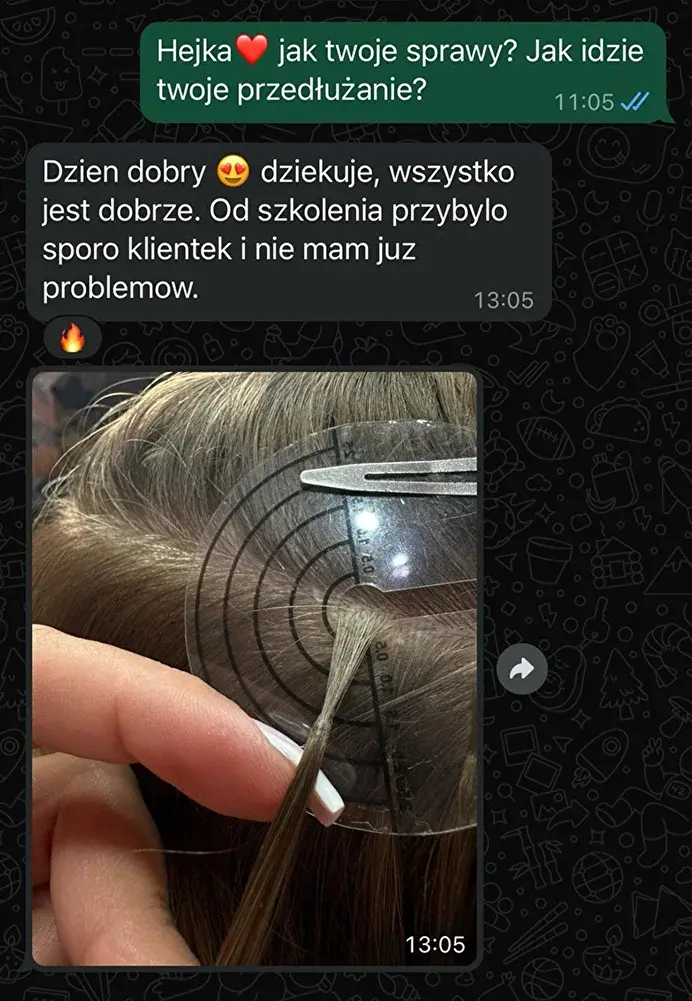 Hejka❤️ jak twoje sprawy? Jak idzie
twoje przedłużanie?
11:05
Dzien dobry 😍 dziekuje, wszystko
jest dobrze. Od szkolenia przybylo
sporo klientek i nie mam juz
problemow.
13:05
🔥
13:05